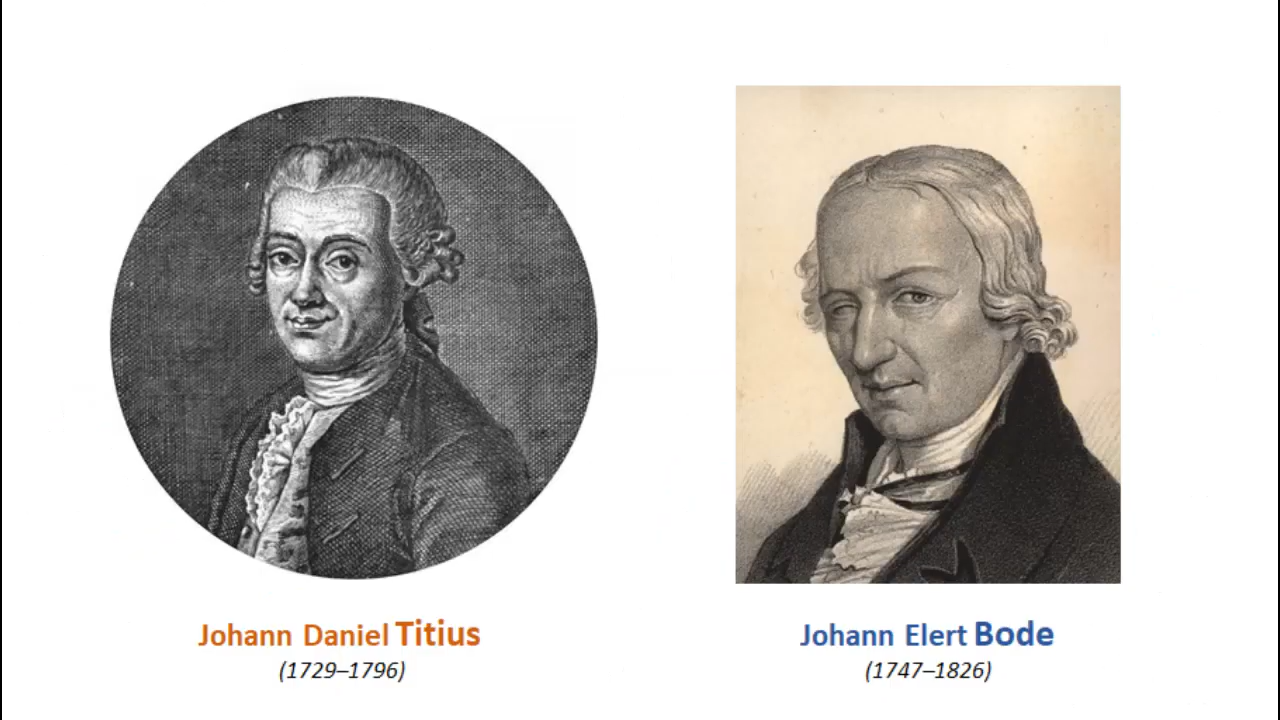 Johann Daniel Titius
(1729–1796)
Johann Elert Bode
(1747–1826)